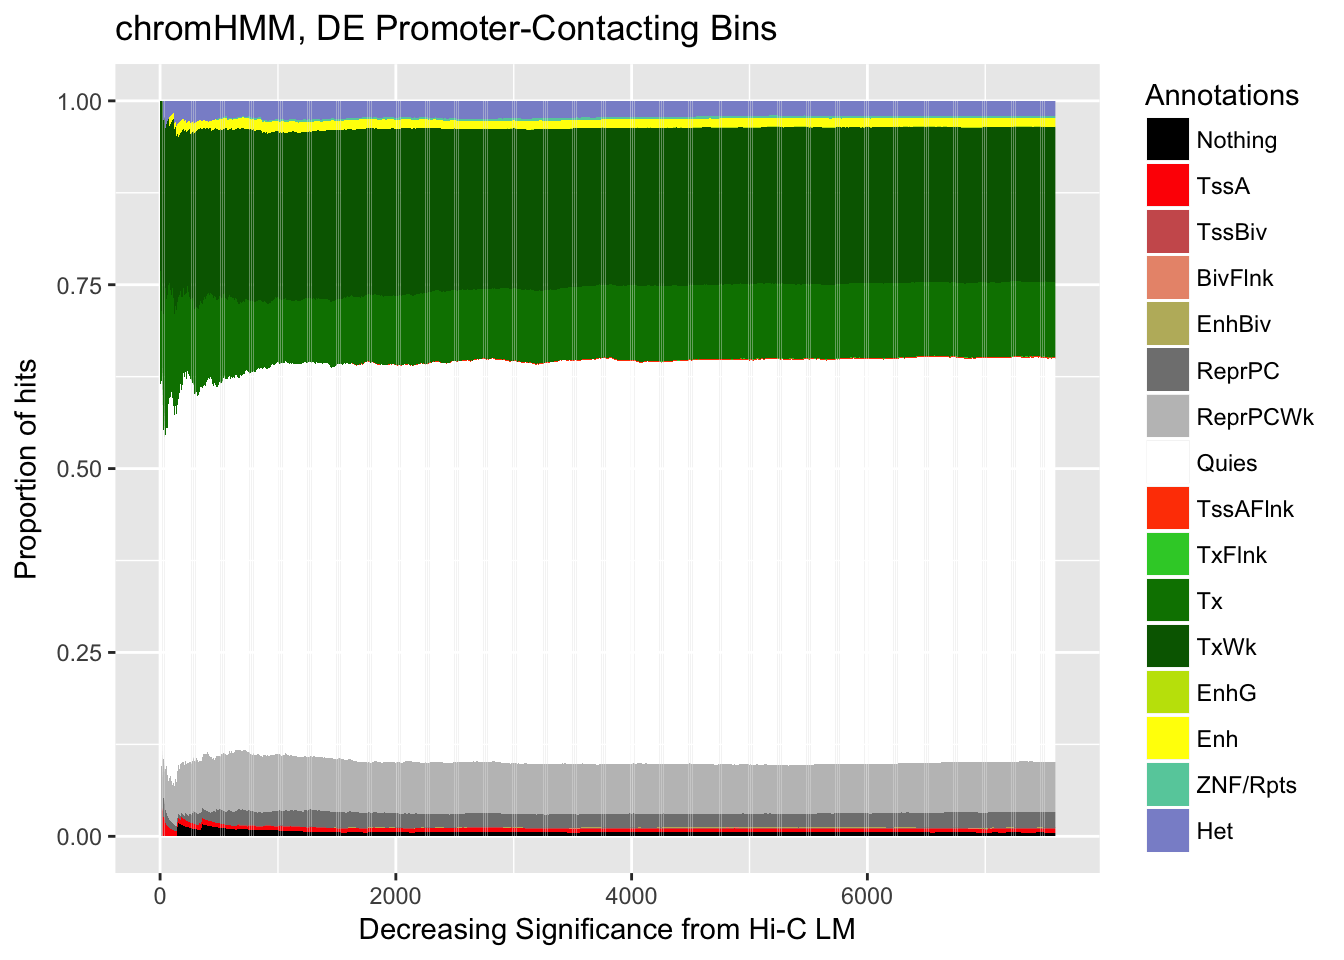 chromHMM, DE Promoter-Contacting Bins
1.00
0.75
0.50
0.25
0.00
Proportion of hits
0
2000
4000
6000
Decreasing Significance from Hi-C LM
Annotations
Nothing
TssA
TssBiv
BivFlnk
EnhBiv
ReprPC
ReprPCWk
Quies
TssAFlnk
TxFlnk
Tx
TxWk
EnhG
Enh
ZNF/Rpts
Het